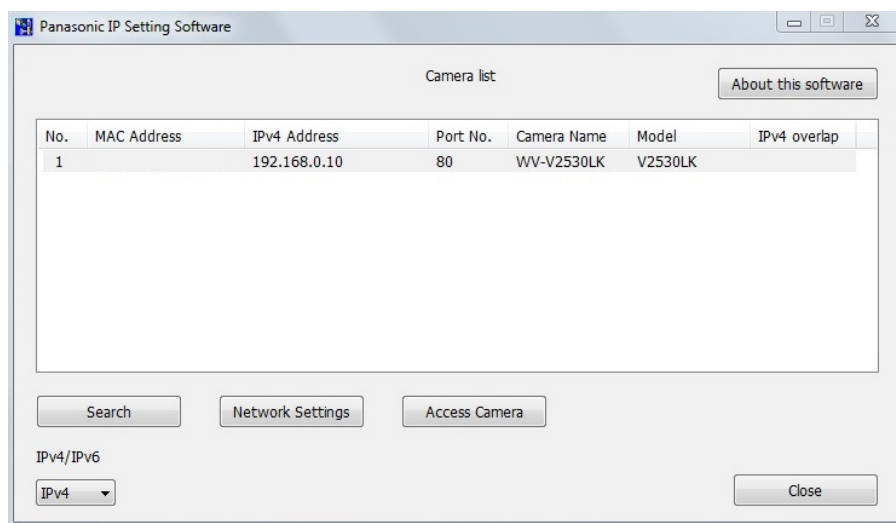 Panasonic IP Setting Software
Camera list
About this software
No. MAC Address IPv4 Address Port No. Camera Name Model IPv4 overlap
1 192.168.0.10 80 WV-V2530LK V2530LK
Search Network Settings Access Camera
IPv4/IPv6
IPv4 Close